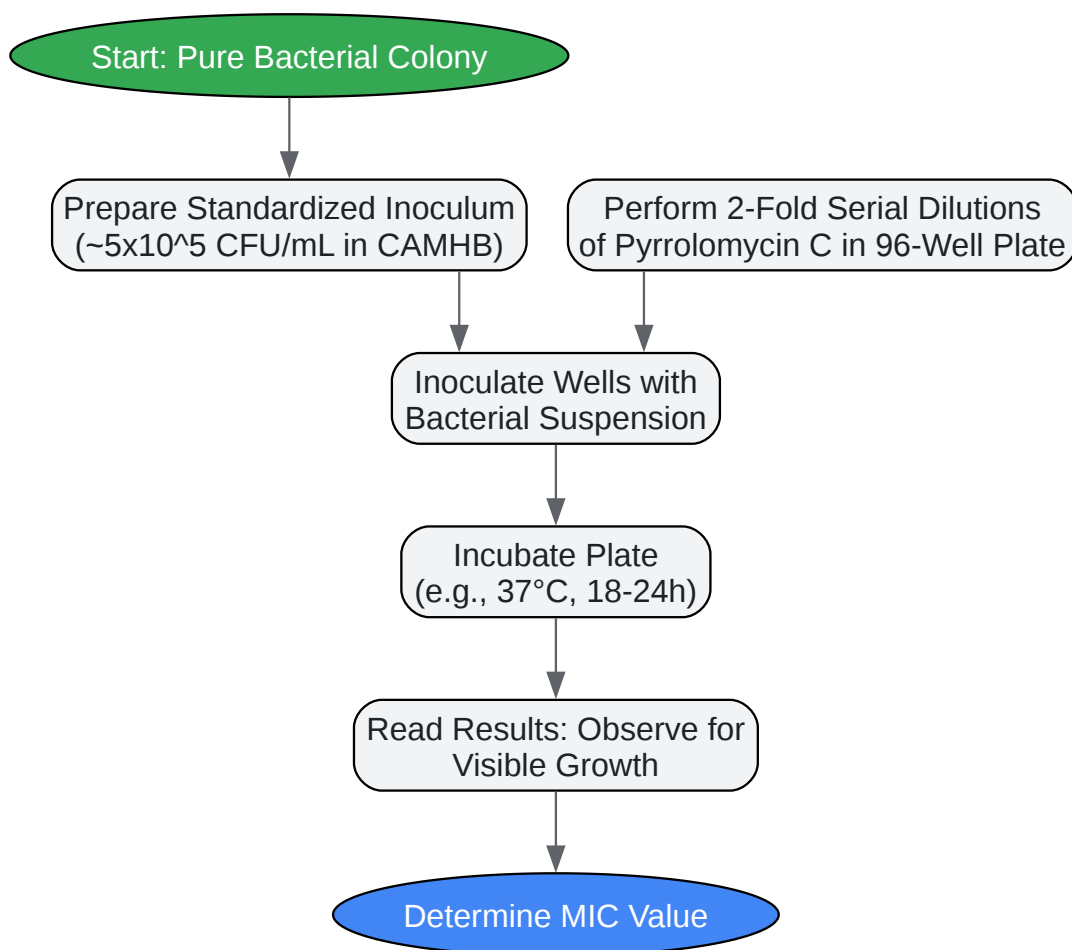 Start: Pure Bacterial Colony
Prepare Standardized Inoculum
(~5x10^5 CFU/mL in CAMHB)
Perform 2-Fold Serial Dilutions
of Pyrrolomycin C in 96-Well Plate
Inoculate Wells with
Bacterial Suspension
Incubate Plate
(e.g., 37°C, 18-24h)
Read Results: Observe for
Visible Growth
Determine MIC Value